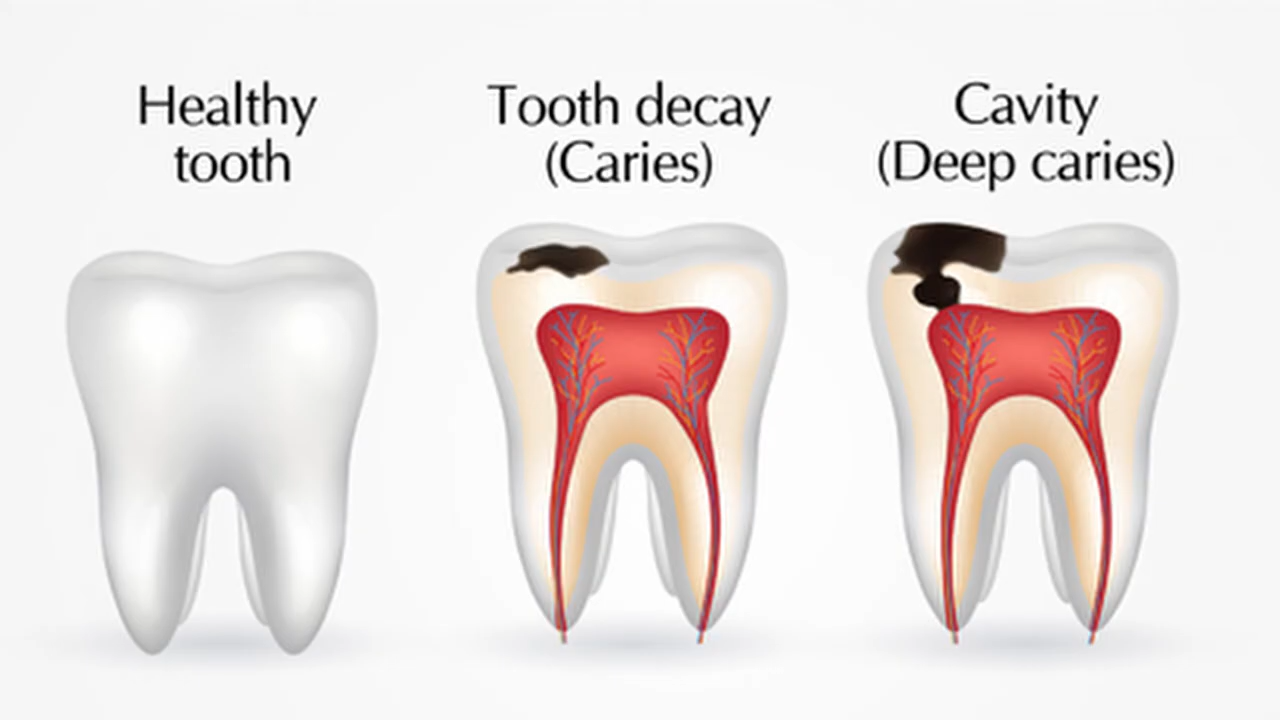 Healthy
tooth
Tooth decay
(Caries)
Cavity
(Deep caries)